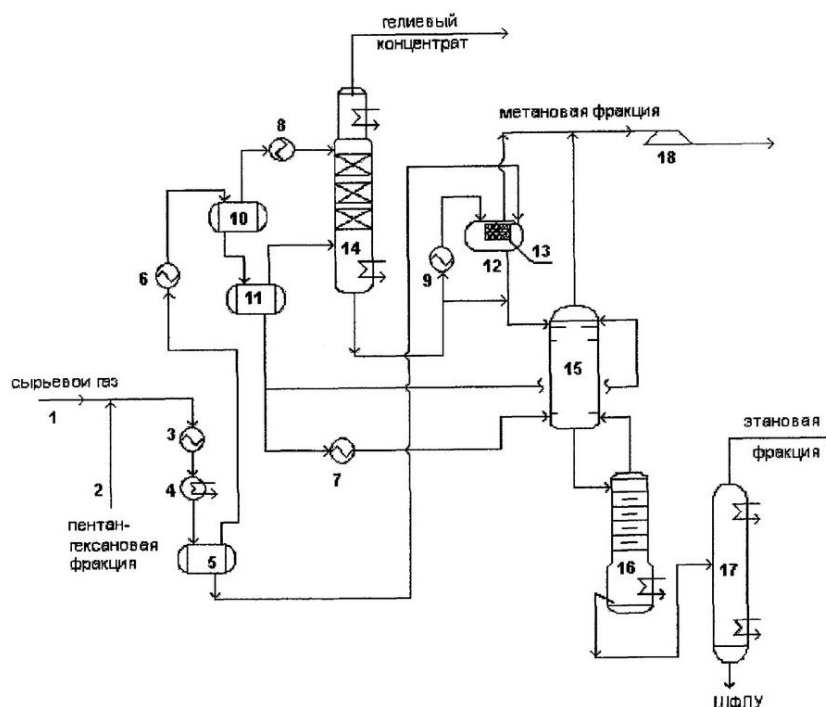 гелиевый
концентрат
метановая фракция
8
18
10
6
14
13
12
9
11
15
сырьевой газ
1
3
этановая
фракция
7
2
4
пентан-
гексановая
фракция
5
16
17
ШФЛУ